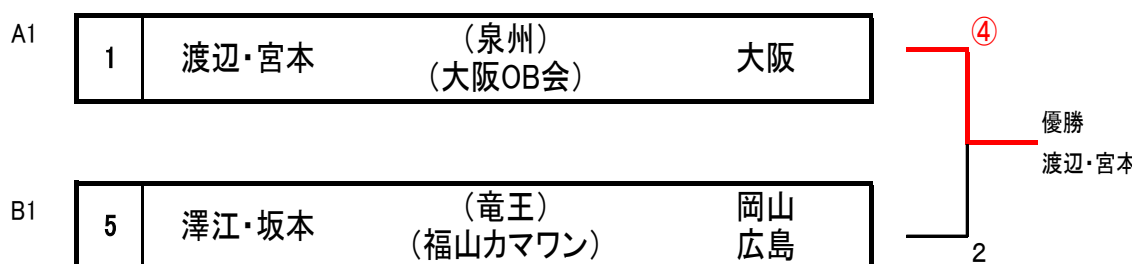 A1
1 渡辺・宮本 (泉州) 大阪
(大阪OB会)
④
優勝
渡辺・宮本
B1
5 澤江・坂本 (竜王) 岡山
(福山カマワン) 広島
2